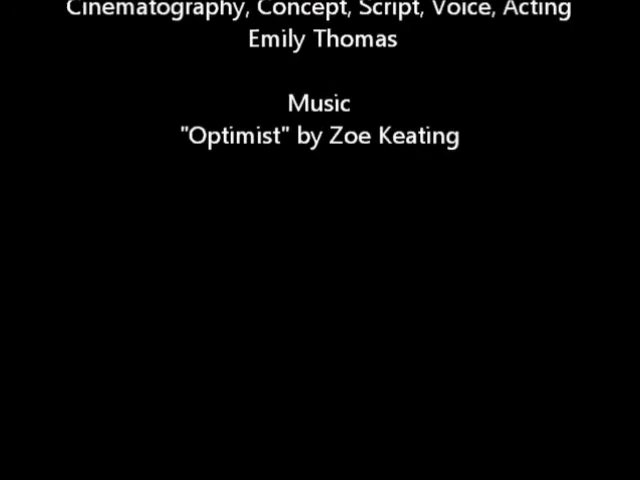 Cinematography, Concept, Script, Voice, Acting
Emily Thomas
Music
"Optimist" by Zoe Keating